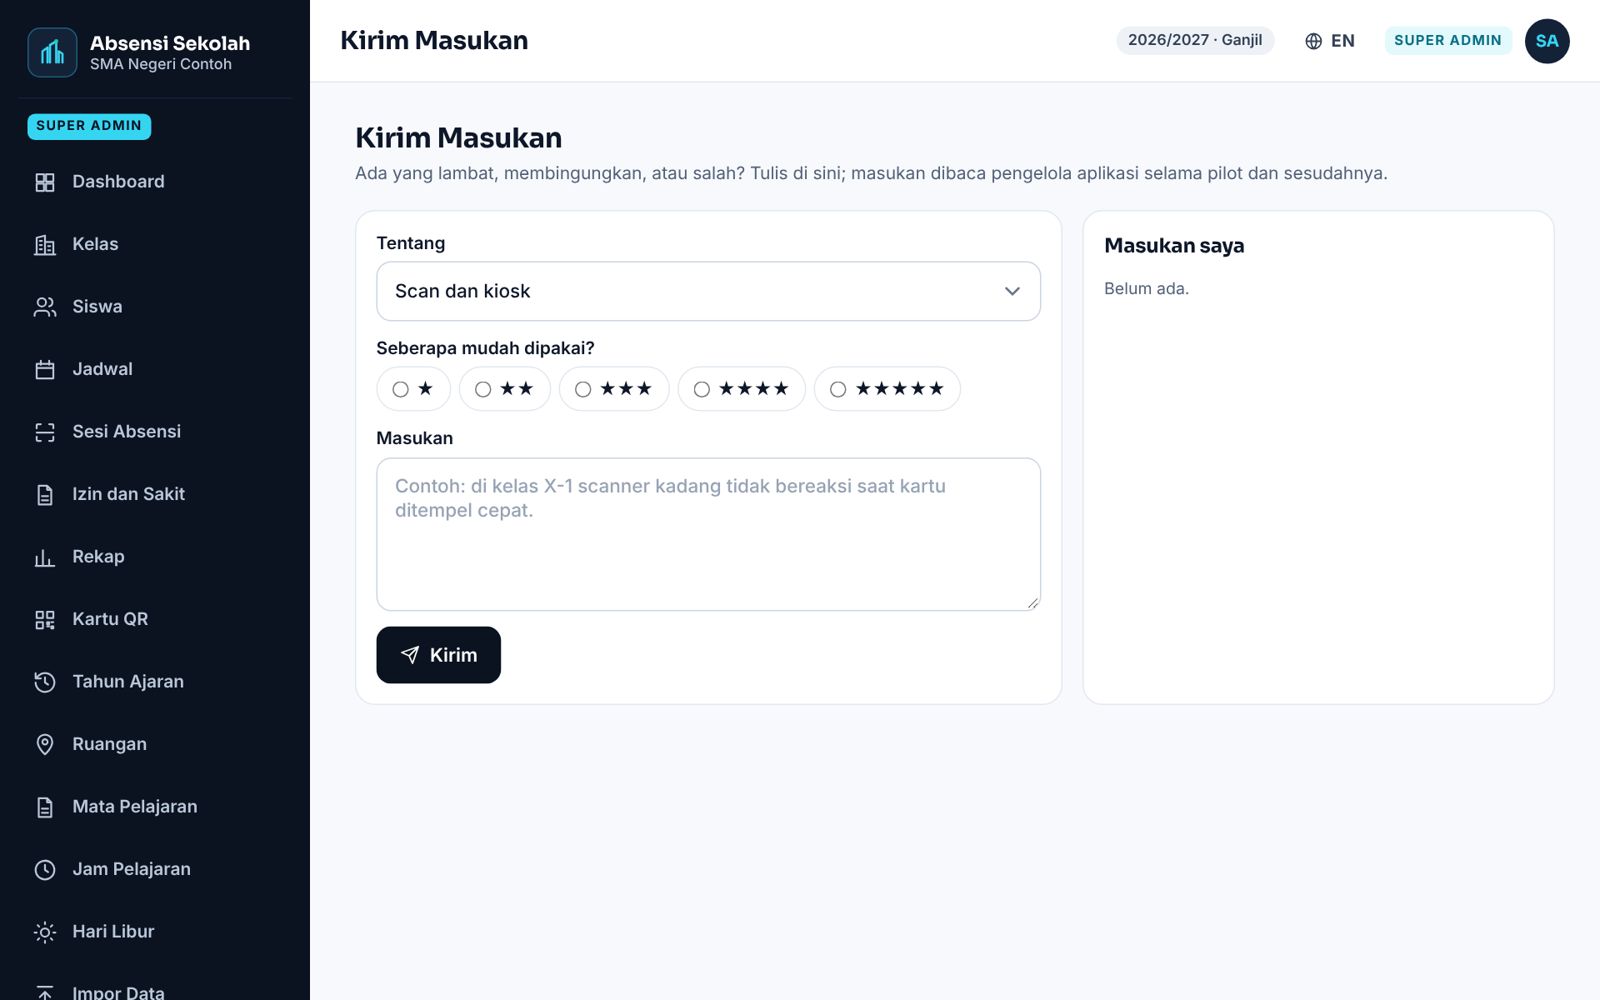 Absensi Sekolah
SMA Negeri Contoh
SUPER ADMIN
Dashboard
Kelas
Siswa
Jadwal
Sesi Absensi
Izin dan Sakit
Rekap
Kartu QR
Tahun Ajaran
Ruangan
Mata Pelajaran
Jam Pelajaran
Hari Libur
Impor Data
Kirim Masukan
2026/2027 · Ganjil
EN
SUPER ADMIN
SA
Kirim Masukan
Ada yang lambat, membingungkan, atau salah? Tulis di sini; masukan dibaca pengelola aplikasi selama pilot dan sesudahnya.
Tentang
Scan dan kiosk
Seberapa mudah dipakai?
★
★★
★★★
★★★★
★★★★★
Masukan
Contoh: di kelas X-1 scanner kadang tidak bereaksi saat kartu
ditempel cepat.
Kirim
Masukan saya
Belum ada.